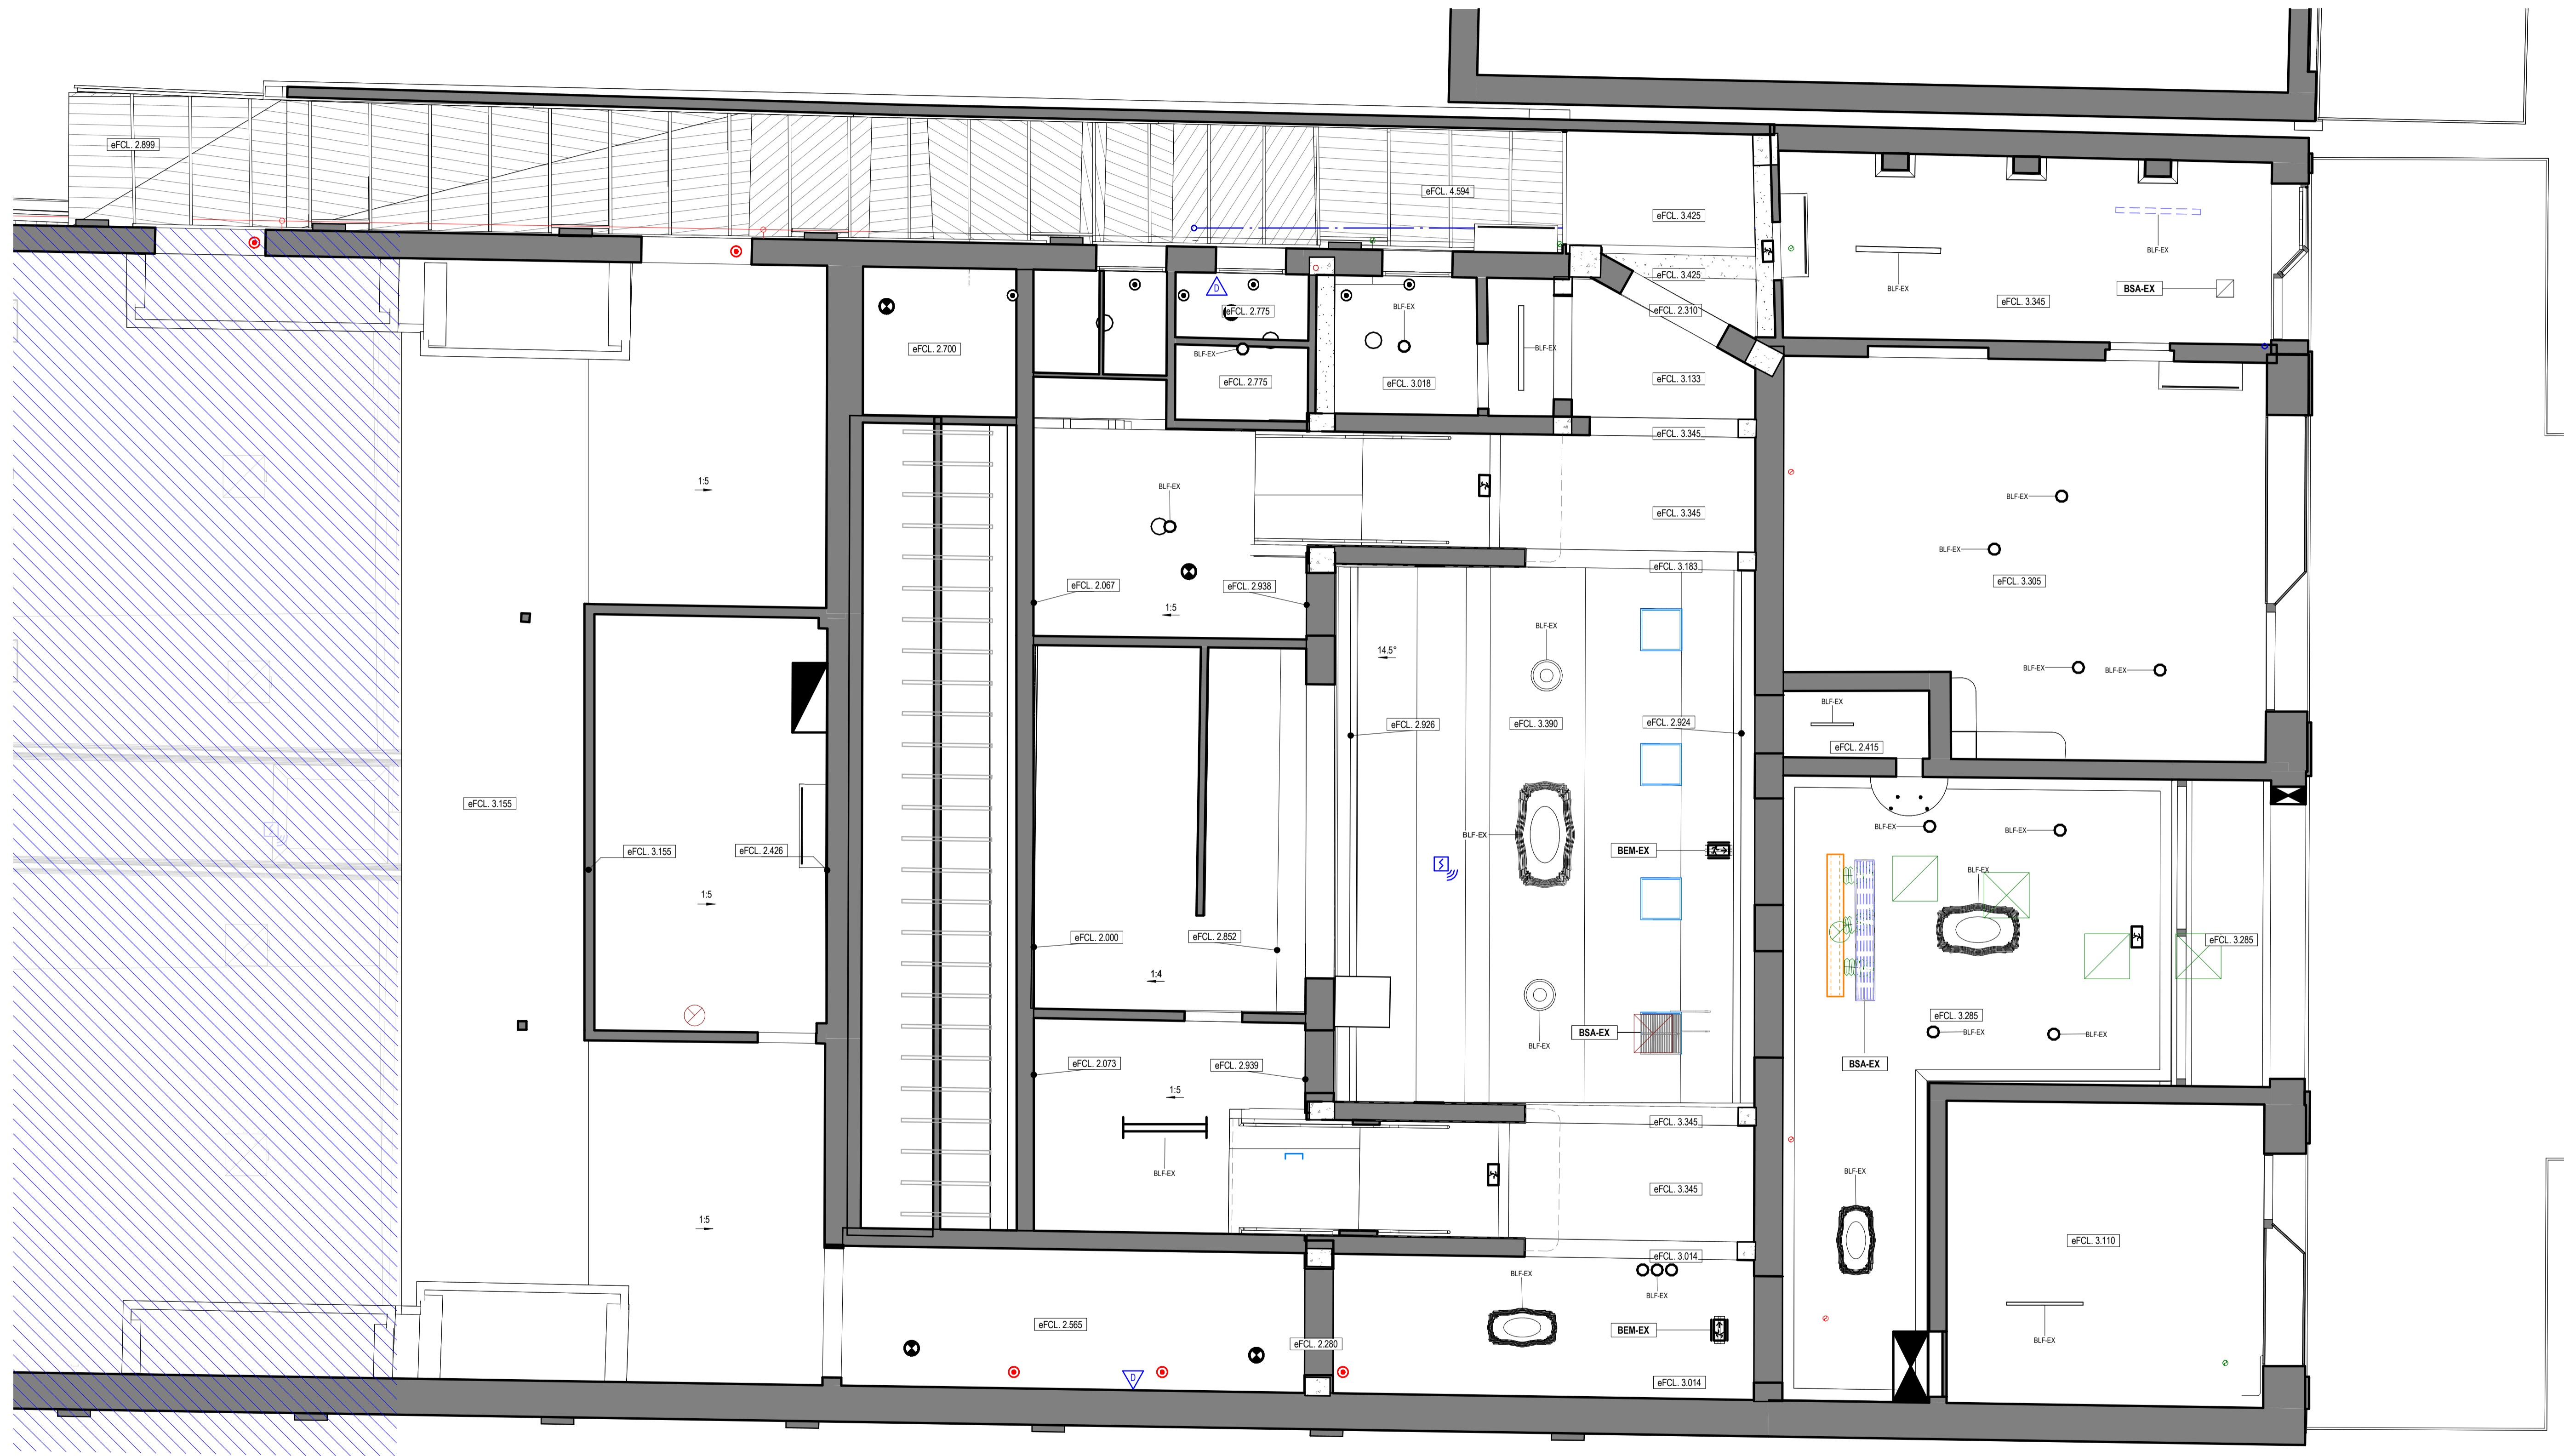 eFCL. 2.899
eFCL. 4.594
eFCL. 3.425
BLF-EX
BLF-EX
eFCL. 3.425
D
BSA-EX
eFCL. 3.345
eFCL. 2.775
BLF-EX
eFCL. 2.310
eFCL. 2.700
BLF-EX
BLF-EX
eFCL. 2.775
eFCL. 3.018
eFCL. 3.133
eFCL. 3.345
1:5
BLF-EX
BLF-EX
eFCL. 3.345
BLF-EX
eFCL. 3.183
eFCL. 2.067
eFCL. 2.938
eFCL. 3.305
1:5
BLF-EX
14.5°
BLF-EX
BLF-EX
BLF-EX
eFCL. 2.926
eFCL. 3.390
eFCL. 2.924
eFCL. 2.415
eFCL. 3.155
BLF-EX
BLF-EX
BLF-EX
eFCL. 3.155
eFCL. 2.426
BEM-EX
BLF-EX
1:5
eFCL. 2.000
eFCL. 2.852
eFCL. 3.285
1:4
eFCL. 3.285
BSA-EX
BLF-EX
BLF-EX
BLF-EX
eFCL. 2.073
eFCL. 2.939
BSA-EX
1:5
eFCL. 3.345
BLF-EX
BLF-EX
eFCL. 3.345
1:5
eFCL. 3.110
eFCL. 3.014
BLF-EX
BLF-EX
eFCL. 2.565
BEM-EX
eFCL. 2.280
BLF-EX
D
eFCL. 3.014